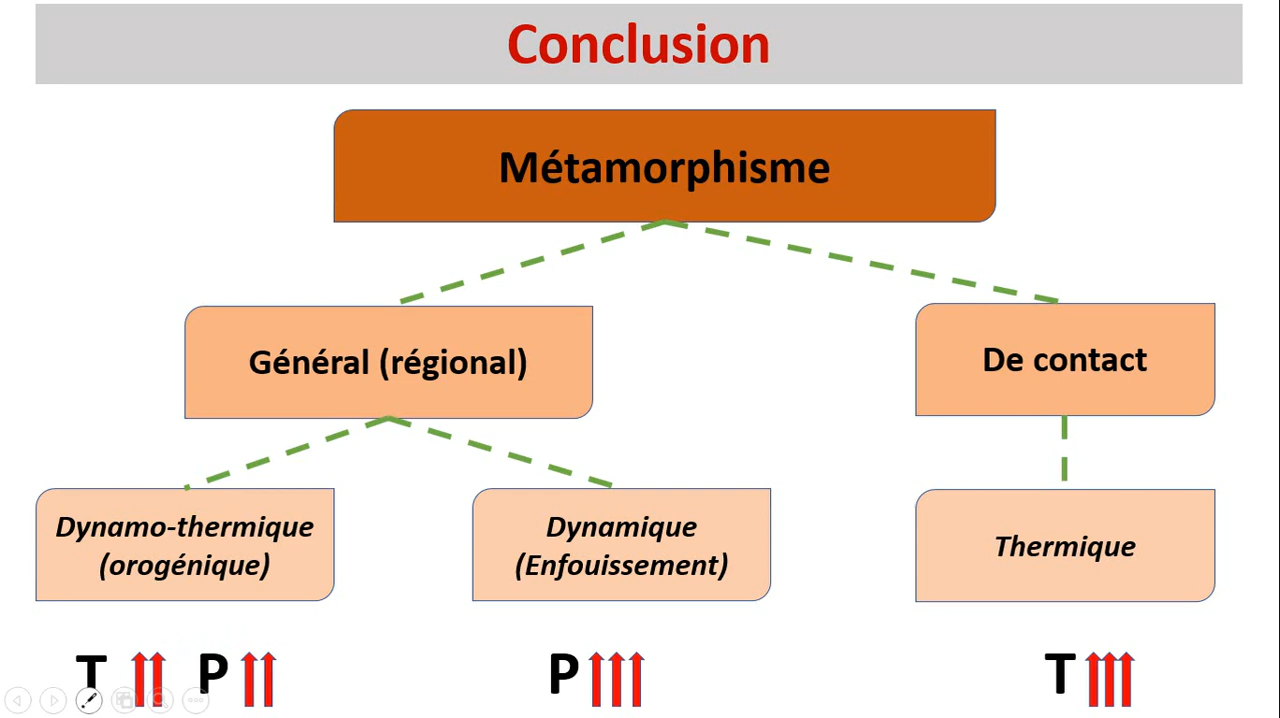 Conclusion
Métamorphisme
Général (régional)
De contact
Dynamo-thermique
(orogénique)
Dynamique
(Enfouissement)
Thermique
T P
P
T